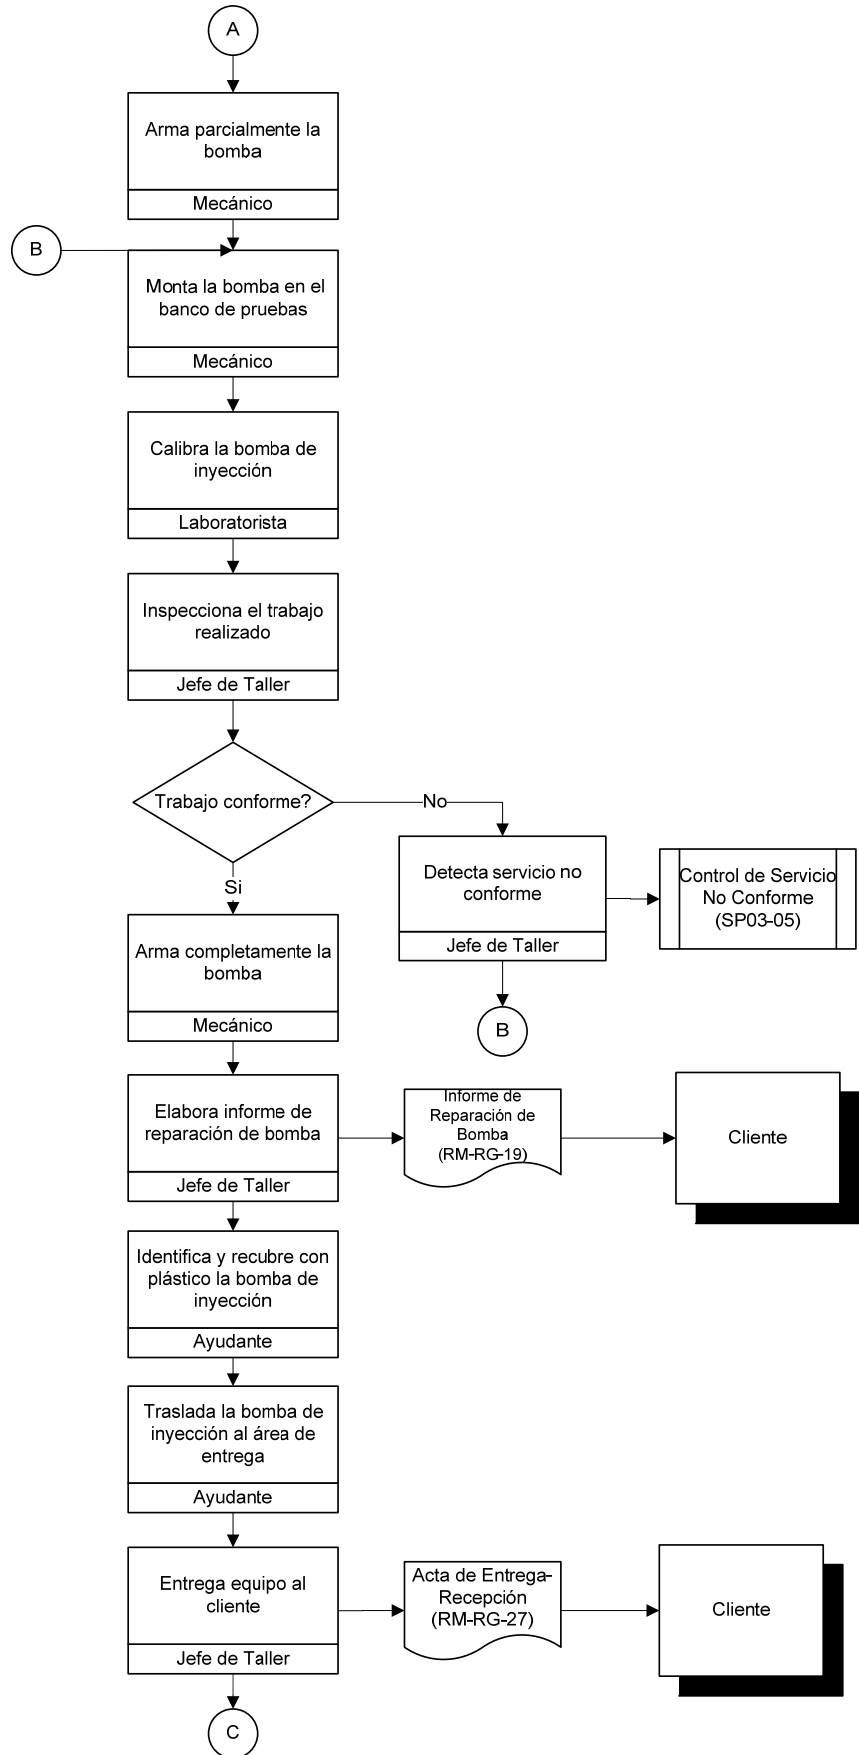 A
Arma parcialmente la
bomba
Mecánico
B
Monta la bomba en el
banco de pruebas
Mecánico
Calibra la bomba de
inyección
Laboratorista
Inspecciona el trabajo
realizado
Jefe de Taller
Trabajo conforme?
No
Si
Detecta servicio no
conforme
Jefe de Taller
Control de Servicio
No Conforme
(SP03-05)
B
Arma completamente la
bomba
Mecánico
Elabora informe de
reparación de bomba
Jefe de Taller
Informe de
Reparación de
Bomba
(RM-RG-19)
Cliente
Identifica y recubre con
plástico la bomba de
inyección
Ayudante
Traslada la bomba de
inyección al área de
entrega
Ayudante
Entrega equipo al
cliente
Jefe de Taller
Acta de Entrega-
Recepción
(RM-RG-27)
Cliente
C